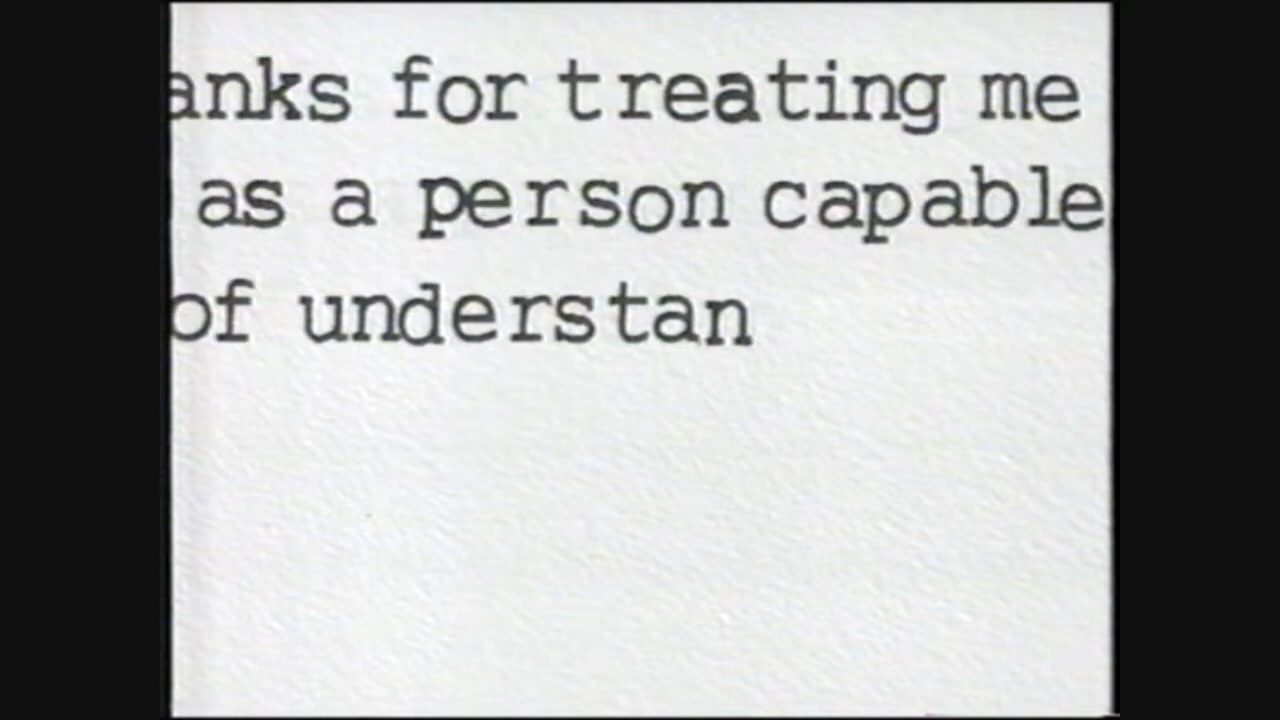 anks for treating me
as a person capable
of understan